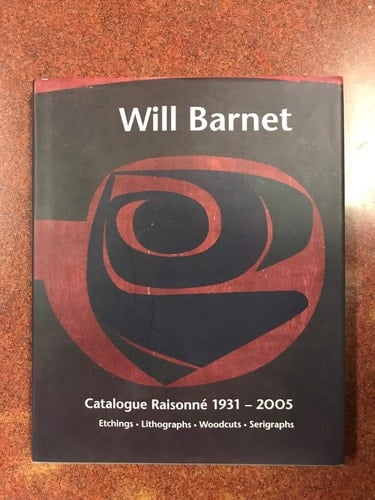 Will Barnet
Catalogue Raisonné 1931 – 2005
Etchings • Lithographs • Woodcuts • Serigraphs